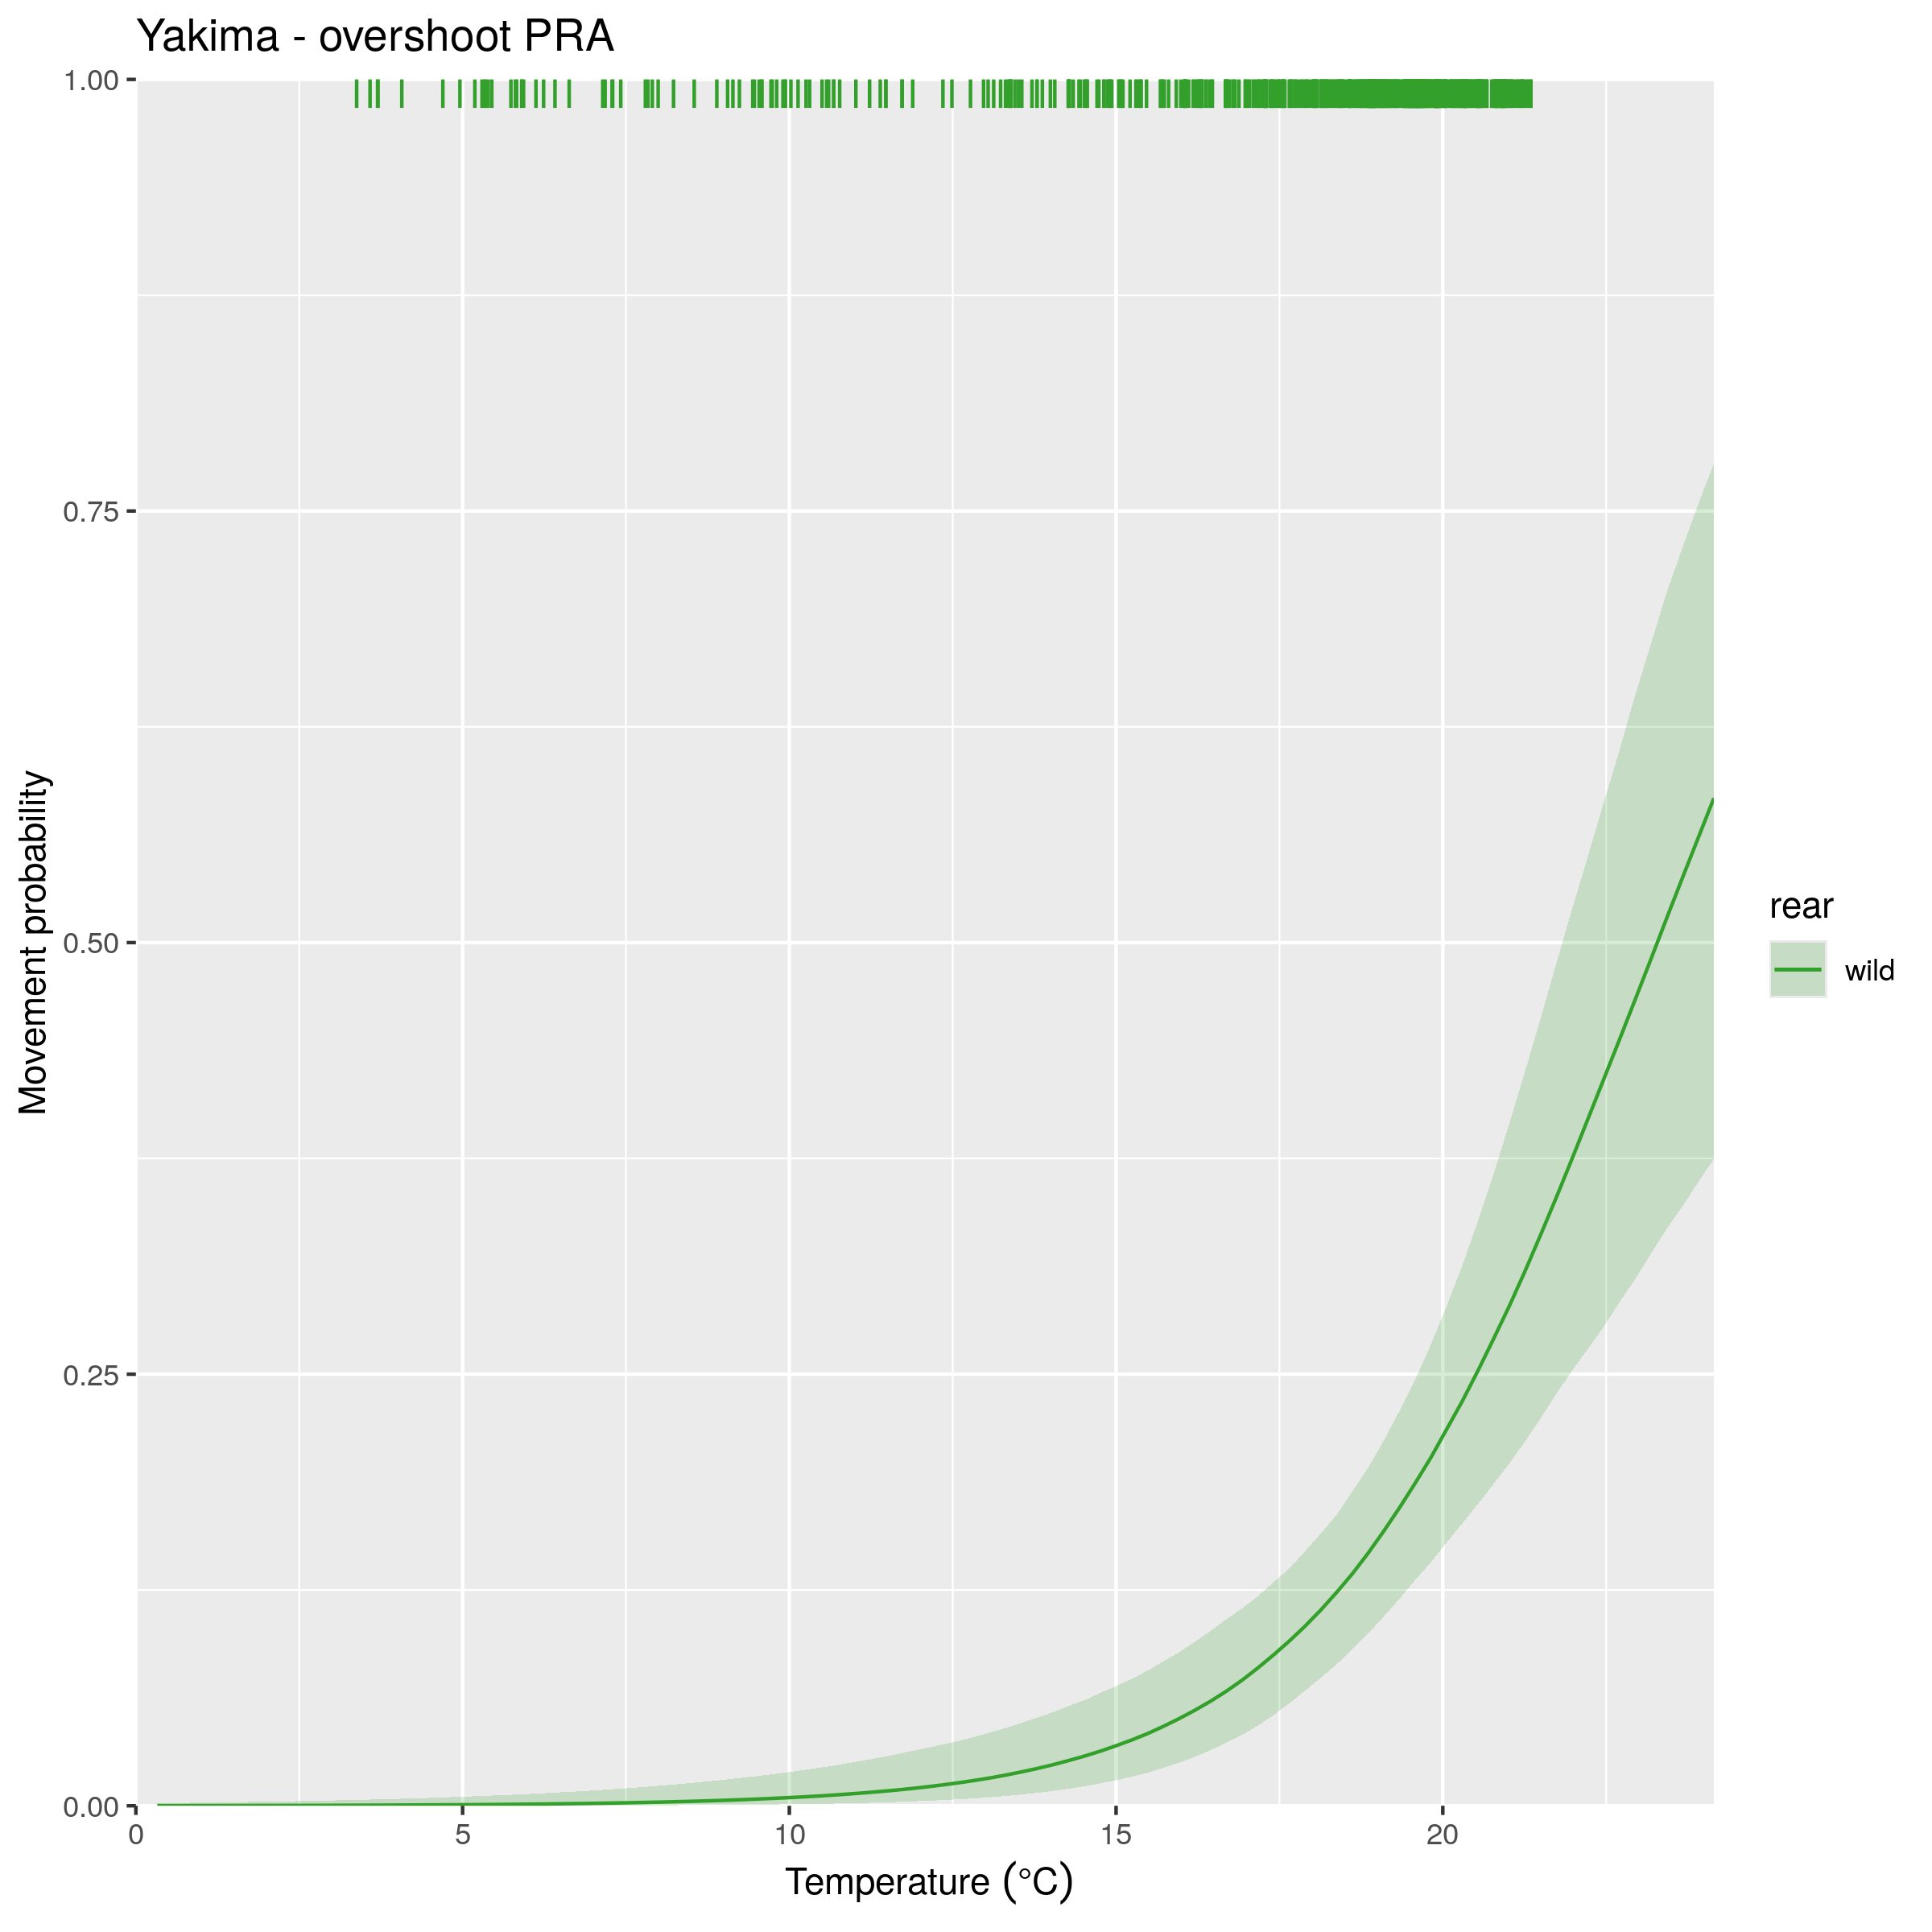 Yakima - overshoot PRA
1.00
0.75
0.50
0.25
0.00
Movement probability
0 5 10 15 20
Temperature (°C)
rear
wild